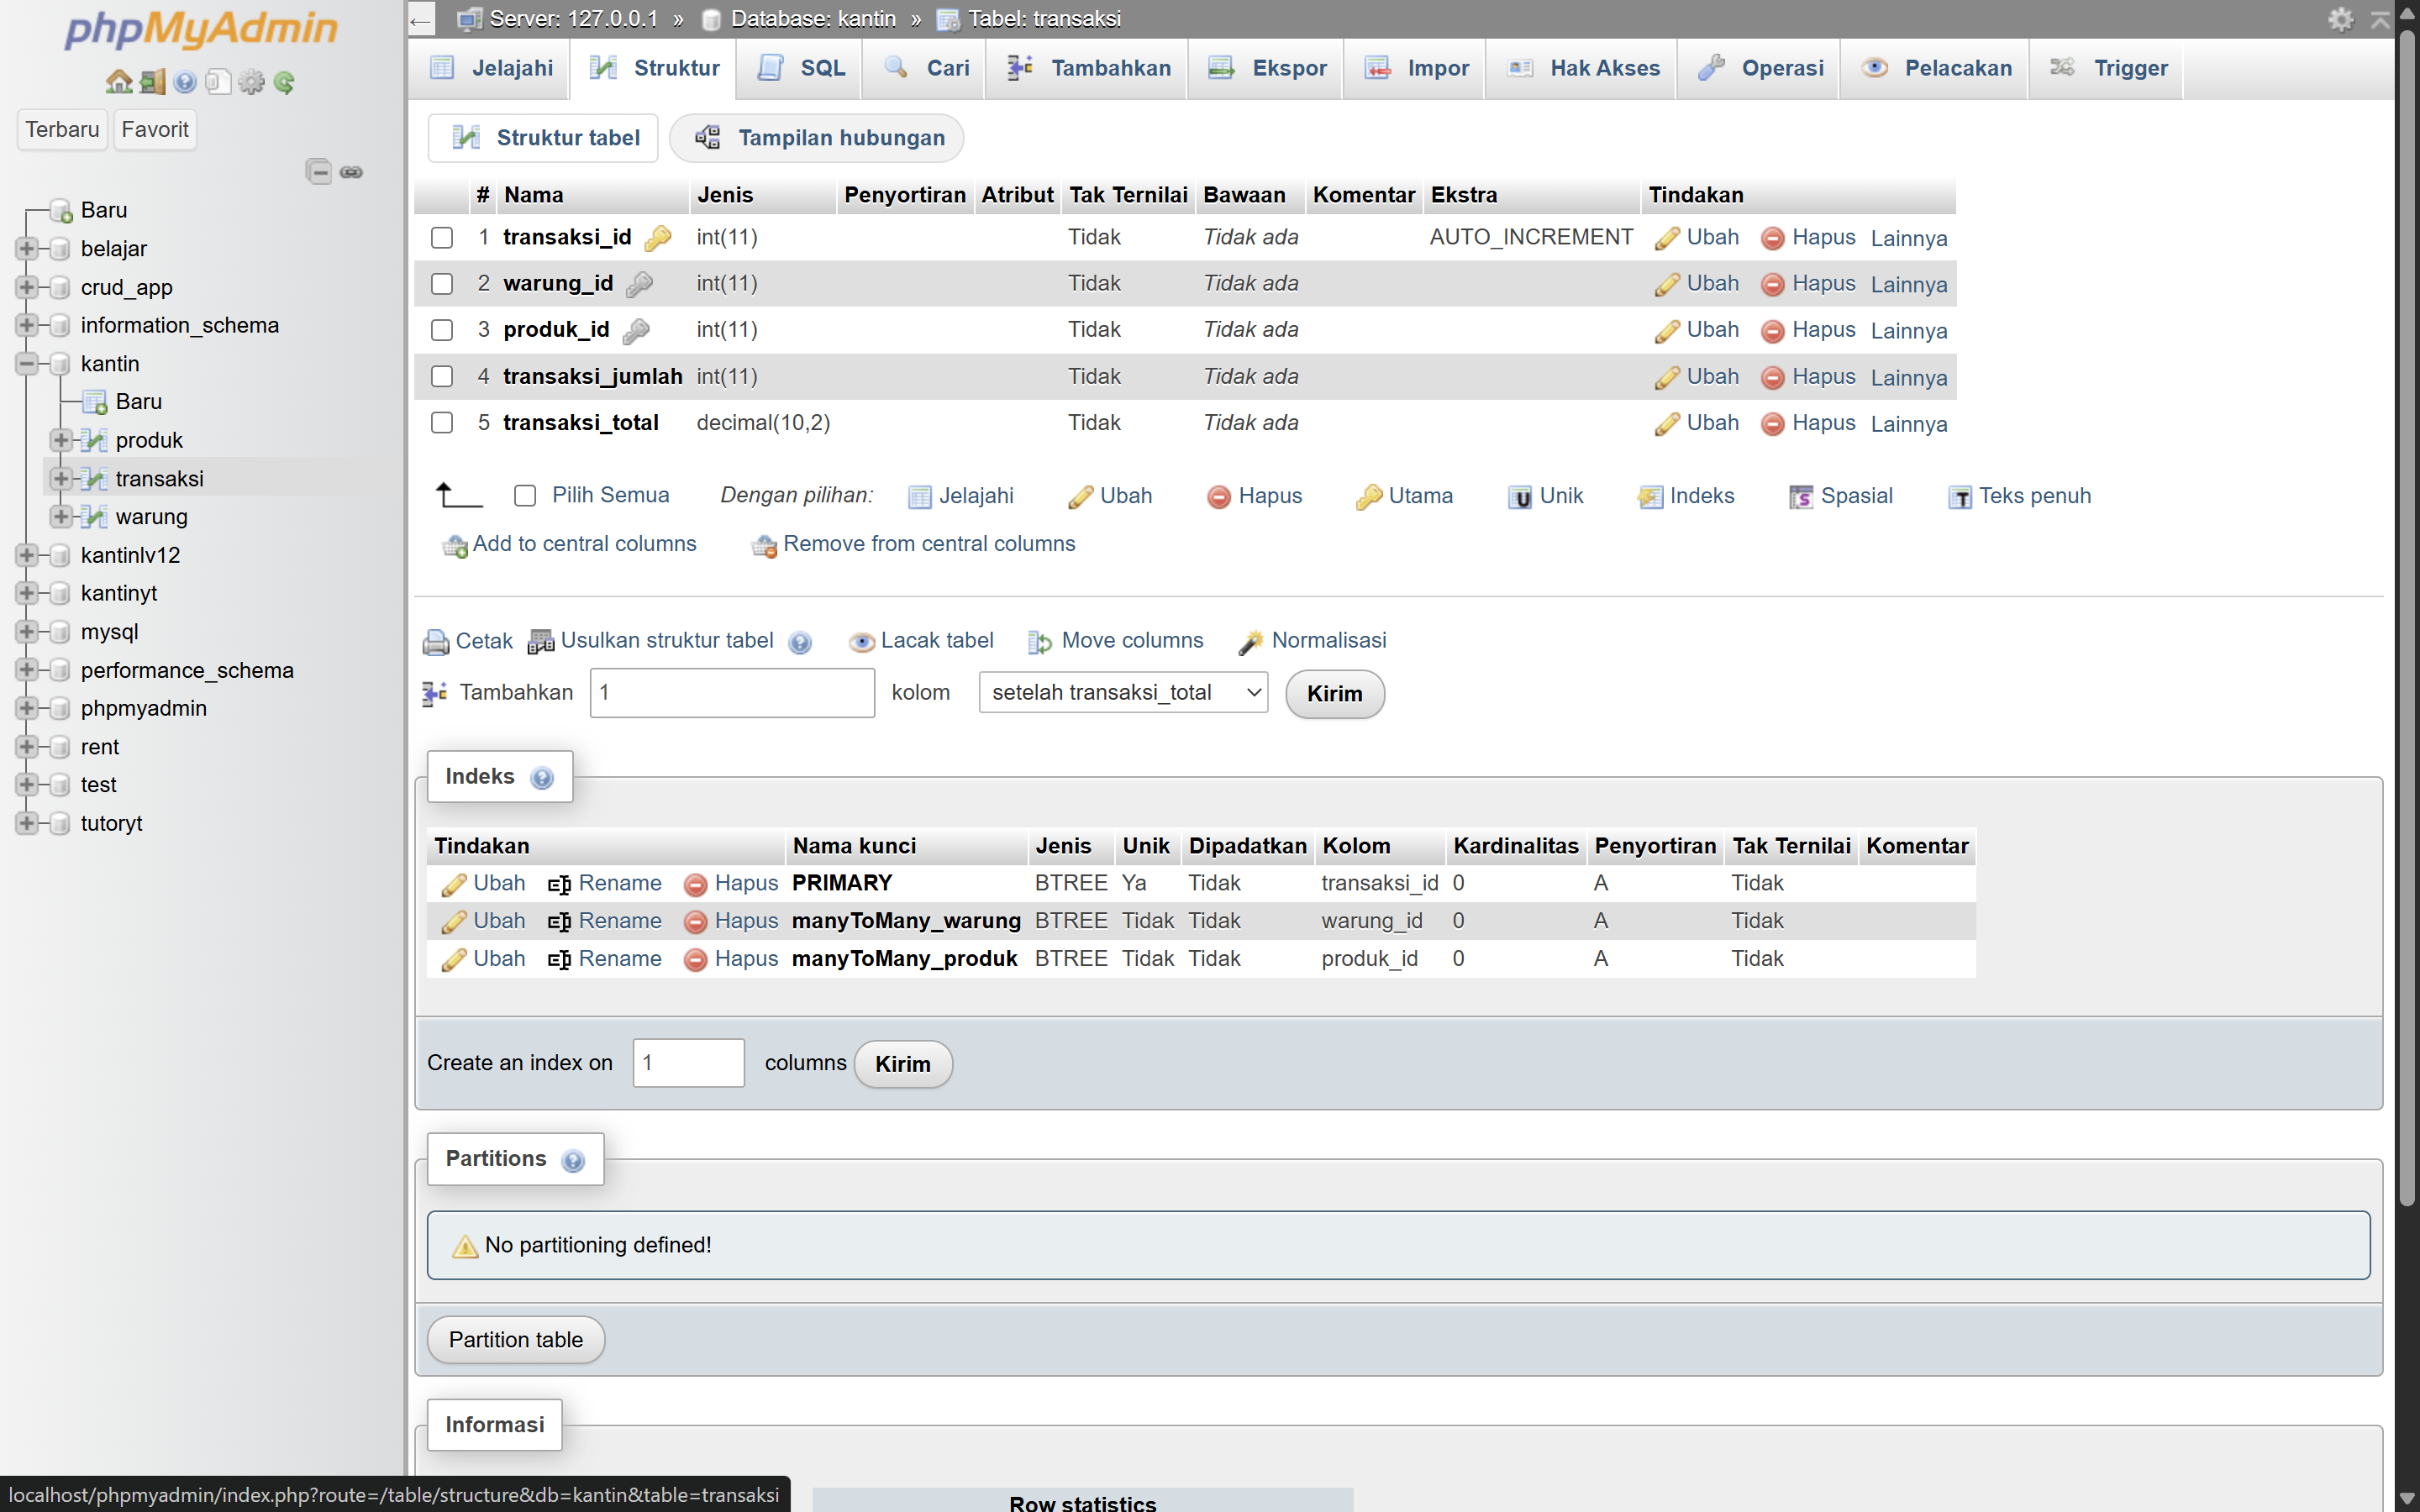 phpMyAdmin
Terbaru Favorit
Baru
belajar
crud_app
information_schema
kantin
Baru
produk
transaksi
warung
kantinlv12
kantinyt
mysql
performance_schema
phpmyadmin
rent
test
tutoryt
Server: 127.0.0.1 » Database: kantin » Tabel: transaksi
Jelajahi Struktur SQL Cari Tambahkan Ekspor Impor Hak Akses Operasi Pelacakan Trigger
Struktur tabel Tampilan hubungan
# Nama Jenis Penyortiran Atribut Tak Ternilai Bawaan Komentar Ekstra Tindakan
1 transaksi_id int(11) Tidak Tidak ada AUTO_INCREMENT Ubah Hapus Lainnya
2 warung_id int(11) Tidak Tidak ada Ubah Hapus Lainnya
3 produk_id int(11) Tidak Tidak ada Ubah Hapus Lainnya
4 transaksi_jumlah int(11) Tidak Tidak ada Ubah Hapus Lainnya
5 transaksi_total decimal(10,2) Tidak Tidak ada Ubah Hapus Lainnya
Pilih Semua Dengan pilihan: Jelajahi Ubah Hapus Utama Unik Indeks Spasial Teks penuh
Add to central columns Remove from central columns
Cetak Usulkan struktur tabel Lacak tabel Move columns Normalisasi
Tambahkan 1 kolom setelah transaksi_total Kirim
Indeks
Tindakan Nama kunci Jenis Unik Dipadatkan Kolom Kardinalitas Penyortiran Tak Ternilai Komentar
Ubah Rename Hapus PRIMARY BTREE Ya Tidak transaksi_id 0 A Tidak
Ubah Rename Hapus manyToMany_warung BTREE Tidak Tidak warung_id 0 A Tidak
Ubah Rename Hapus manyToMany_produk BTREE Tidak Tidak produk_id 0 A Tidak
Create an index on 1 columns Kirim
Partitions
No partitioning defined!
Partition table
Informasi
Row statistics
localhost/phpmyadmin/index.php?route=/table/structure&db=kantin&table=transaksi